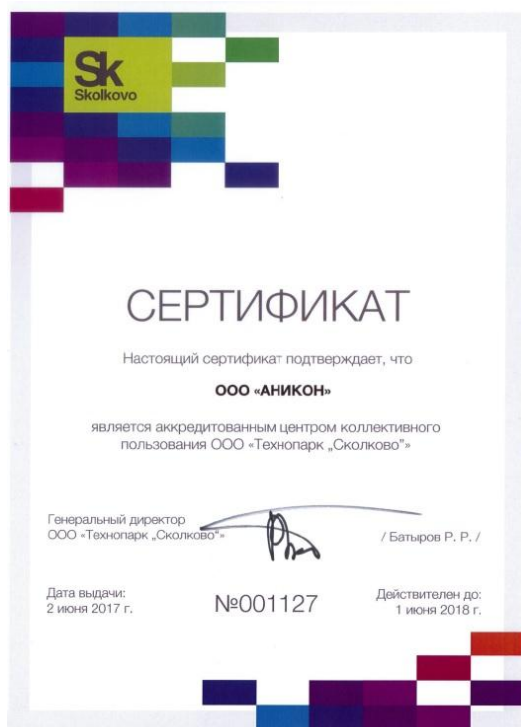 Sk
Skolkovo
СЕРТИФИКАТ
Настоящий сертификат подтверждает, что
ООО «АНИКОН»
является аккредитованным центром коллективного
пользования ООО «Технопарк „Сколково"»
Генеральный директор
ООО «Технопарк „Сколково"»
/ Батыров Р. Р. /
Дата выдачи:
2 июня 2017 г.
№001127
Действителен до:
1 июня 2018 г.